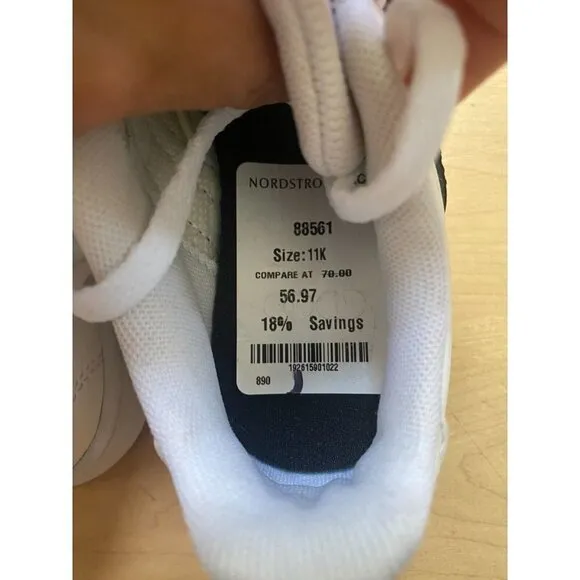 NORDSTRO
88561
Size:11K
COMPARE AT 70.00
56.97
18% Savings
192615901022
890